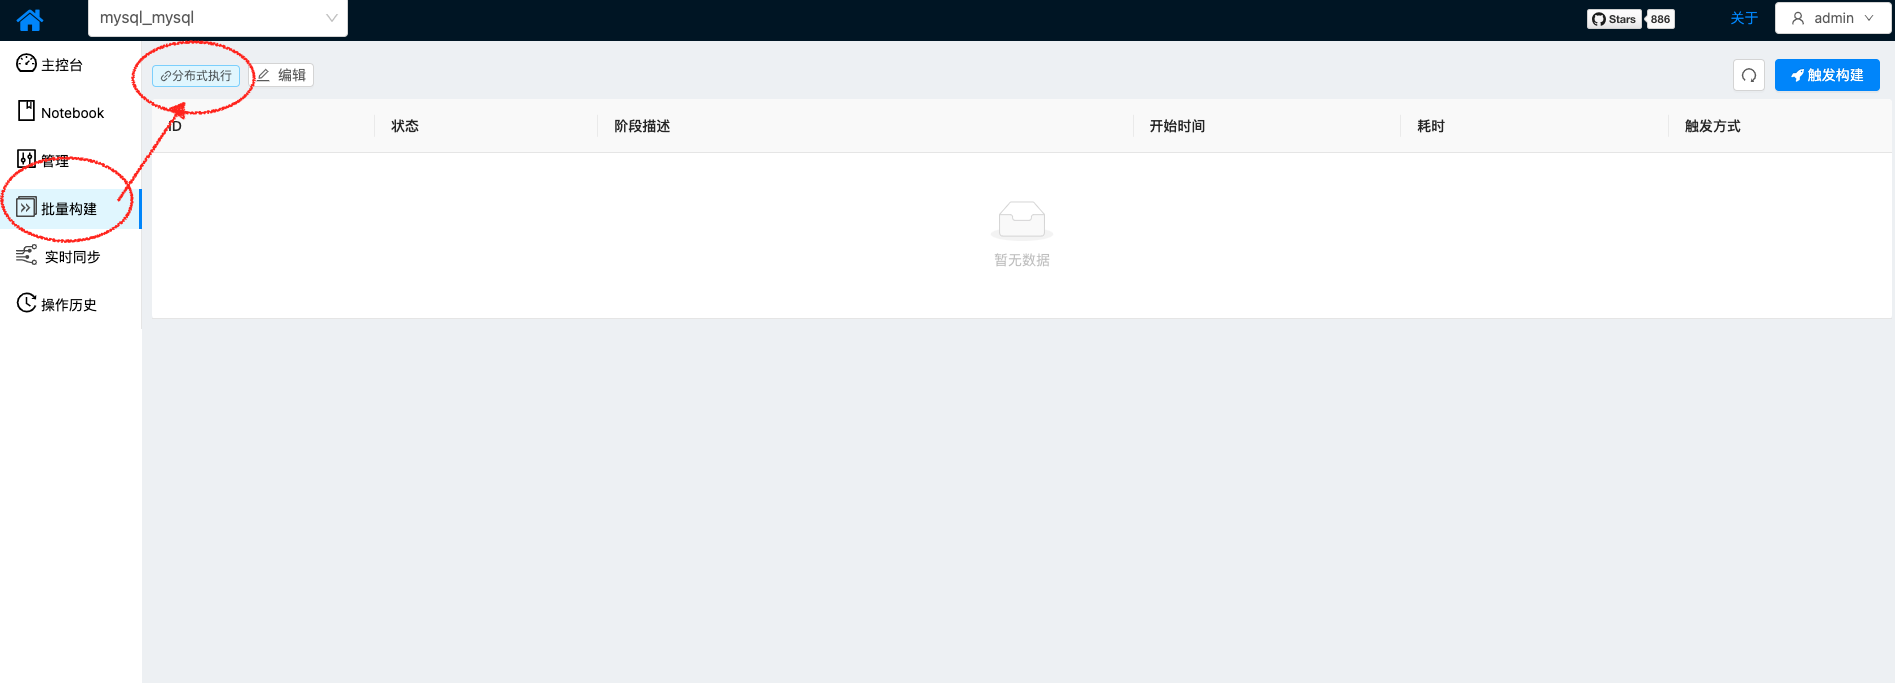 mysql_mysql
Stars 886
关于
admin
主控台
Notebook
管理
批量构建
实时同步
操作历史
分布式执行 编辑
触发构建
ID 状态 阶段描述 开始时间 耗时 触发方式
暂无数据